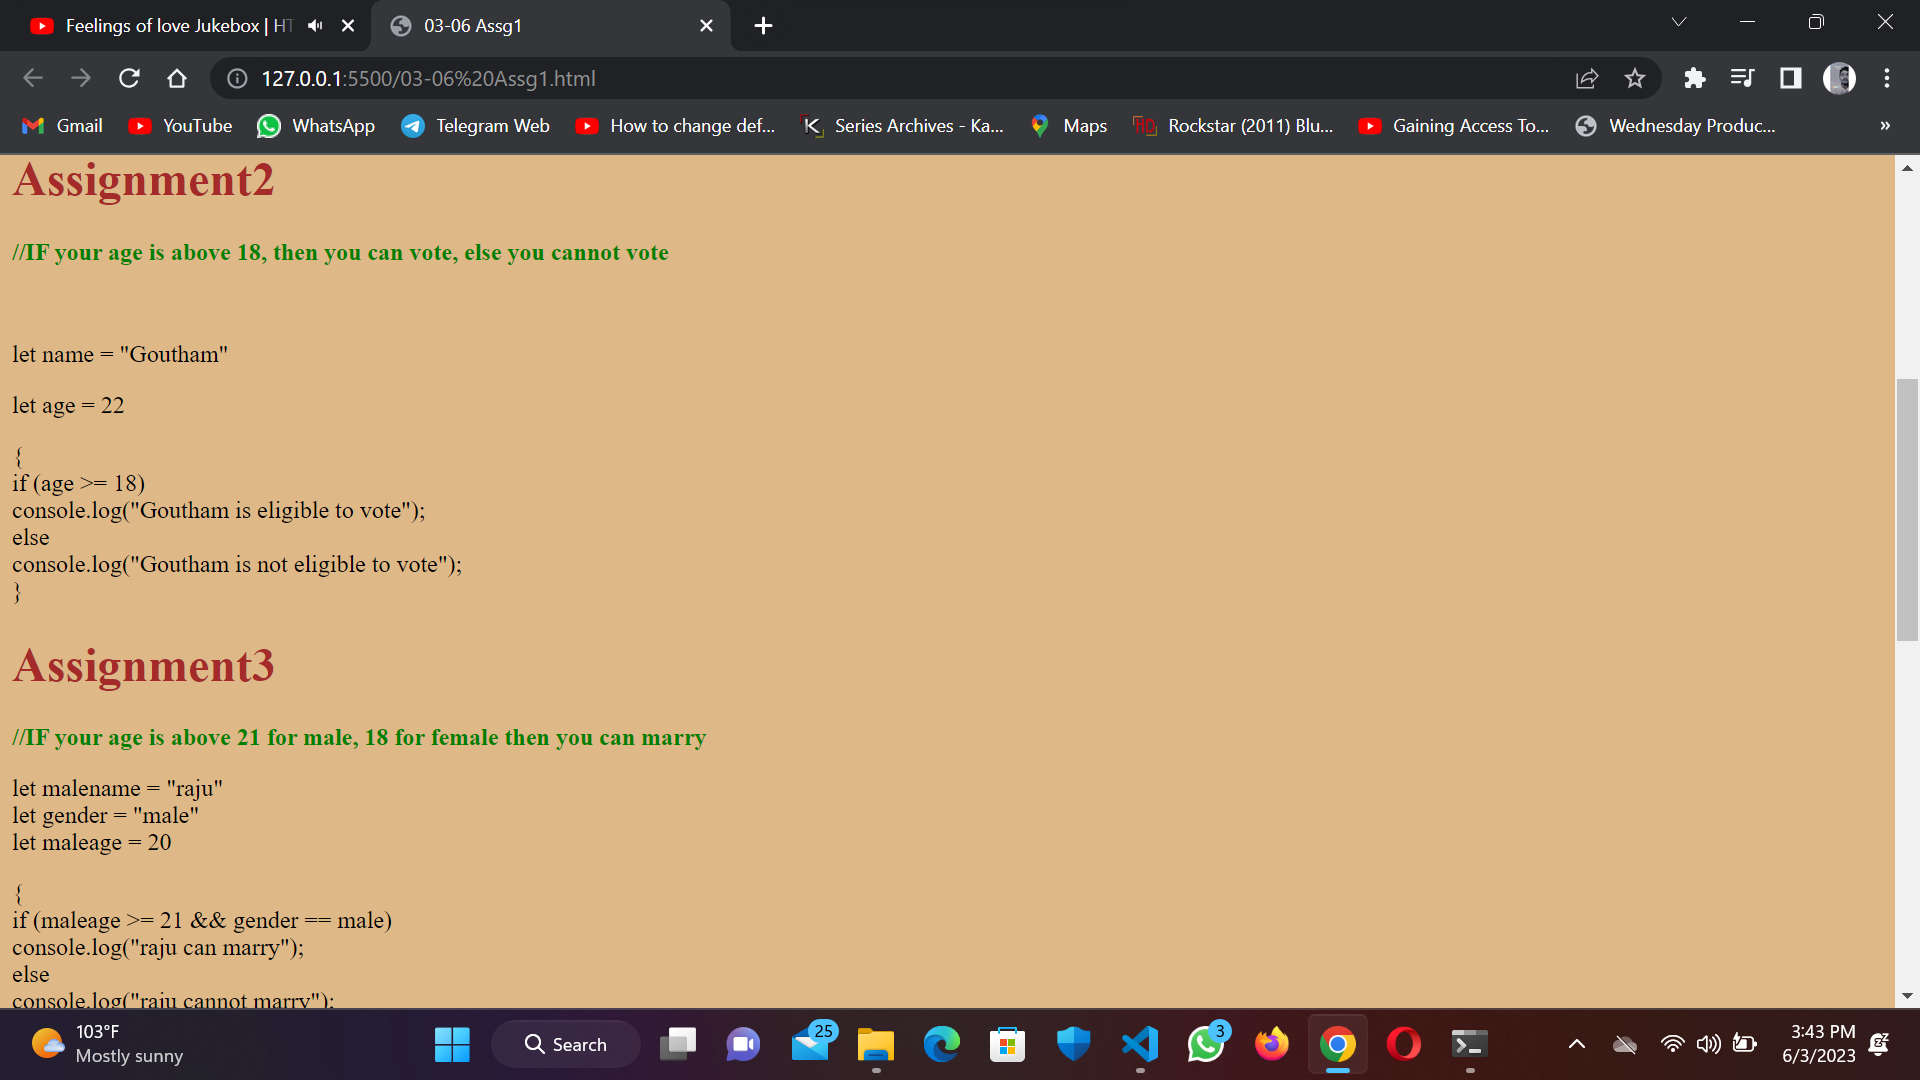 Feelings of love Jukebox | HT
03-06 Assg1
127.0.0.1:5500/03-06%20Assg1.html
Gmail
YouTube
WhatsApp
Telegram Web
How to change def...
Series Archives - Ka...
Maps
Rockstar (2011) Blu...
Gaining Access To...
Wednesday Produc...
»
Assignment2
//IF your age is above 18, then you can vote, else you cannot vote
let name = "Goutham"
let age = 22
{
if (age >= 18)
console.log("Goutham is eligible to vote");
else
console.log("Goutham is not eligible to vote");
}
Assignment3
//IF your age is above 21 for male, 18 for female then you can marry
let malename = "raju"
let gender = "male"
let maleage = 20
{
if (maleage >= 21 && gender == male)
console.log("raju can marry");
else
console.log("raju cannot marry");
103°F
Mostly sunny
Search
25
3
3:43 PM
6/3/2023